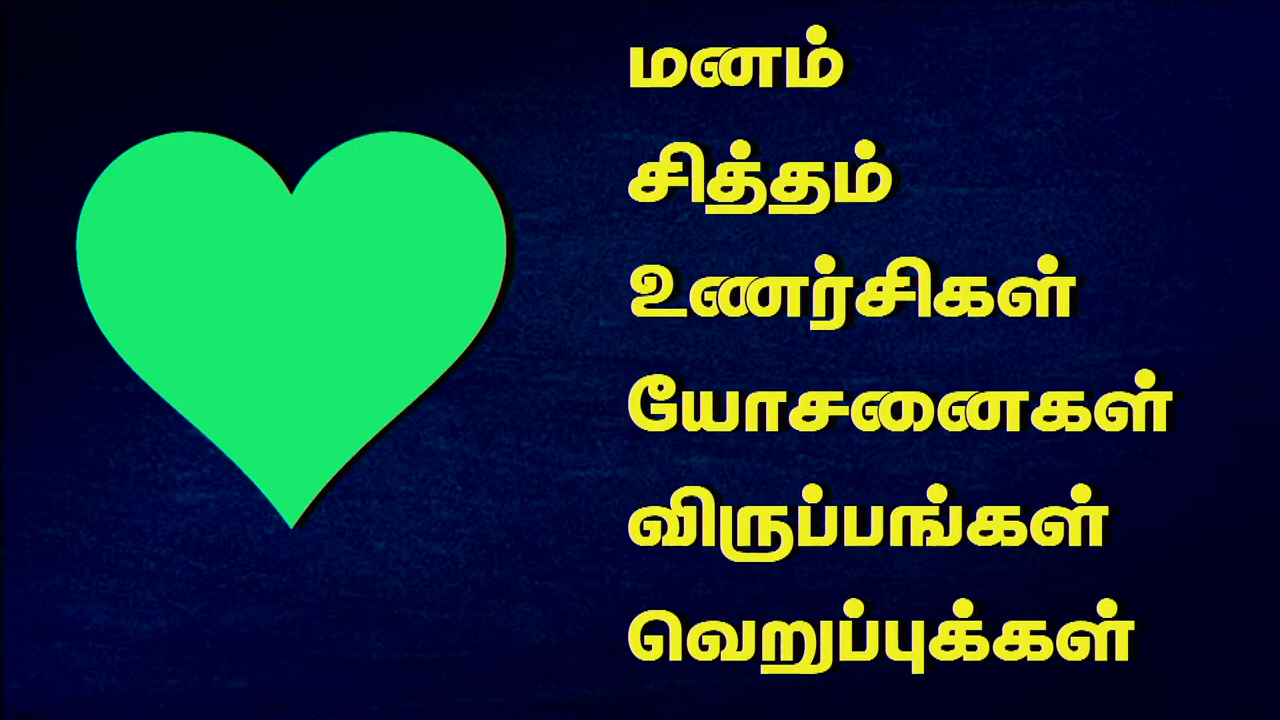 மனம்
சித்தம்
உணர்சிகள்
யோசனைகள்
விருப்பங்கள்
வெறுப்புக்கள்